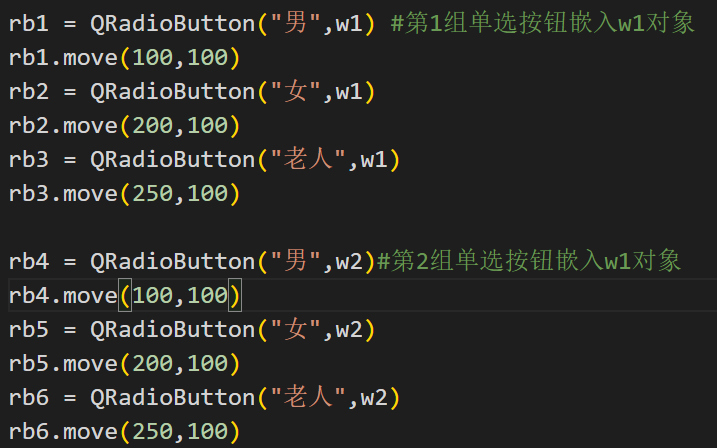 rb1 = QRadioButton("男",w1) #第1组单选按钮嵌入w1对象
rb1.move(100,100)
rb2 = QRadioButton("女",w1)
rb2.move(200,100)
rb3 = QRadioButton("老人",w1)
rb3.move(250,100)
rb4 = QRadioButton("男",w2)#第2组单选按钮嵌入w1对象
rb4.move(100,100)
rb5 = QRadioButton("女",w2)
rb5.move(200,100)
rb6 = QRadioButton("老人",w2)
rb6.move(250,100)